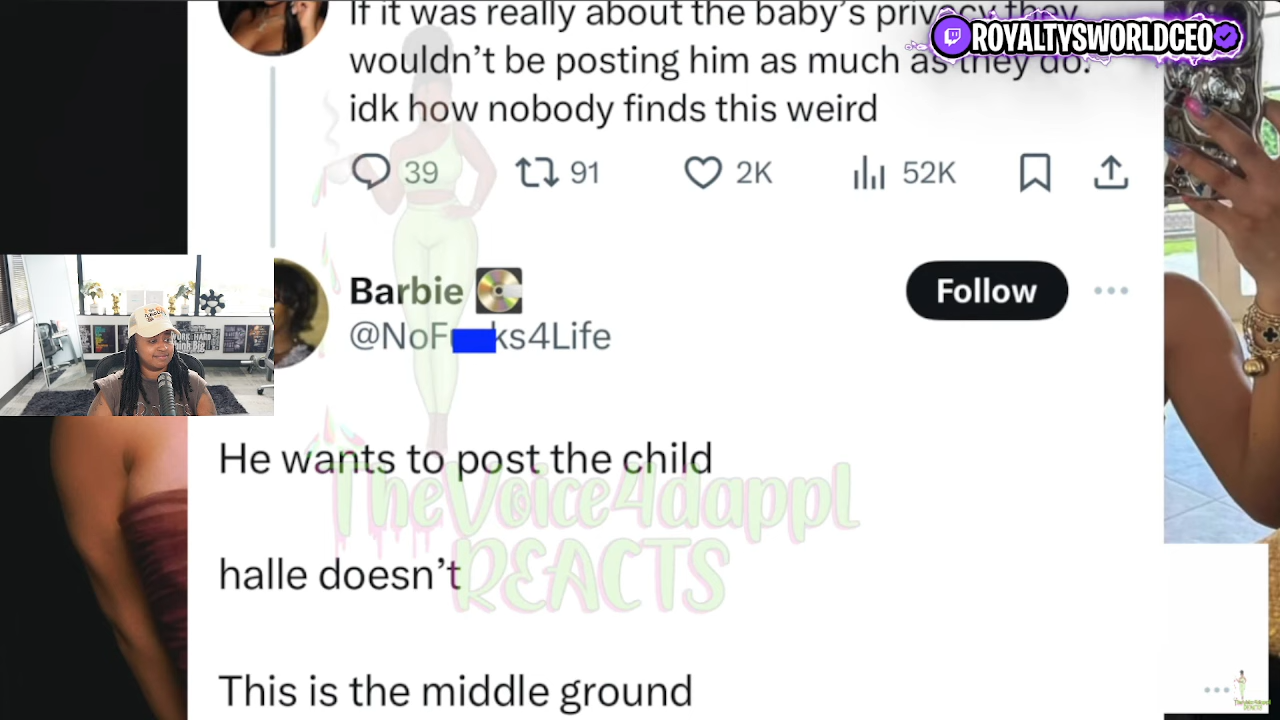 If it was really about the baby's privacy they
ROYALTYSWORLDCEO
wouldn't be posting him as much as they do.
idk how nobody finds this weird
39 91 2K 52K
Barbie
Follow
@NoF ks4Life
He wants to post the child
TheVoice4dappl
REACTS
halle doesn't
This is the middle ground